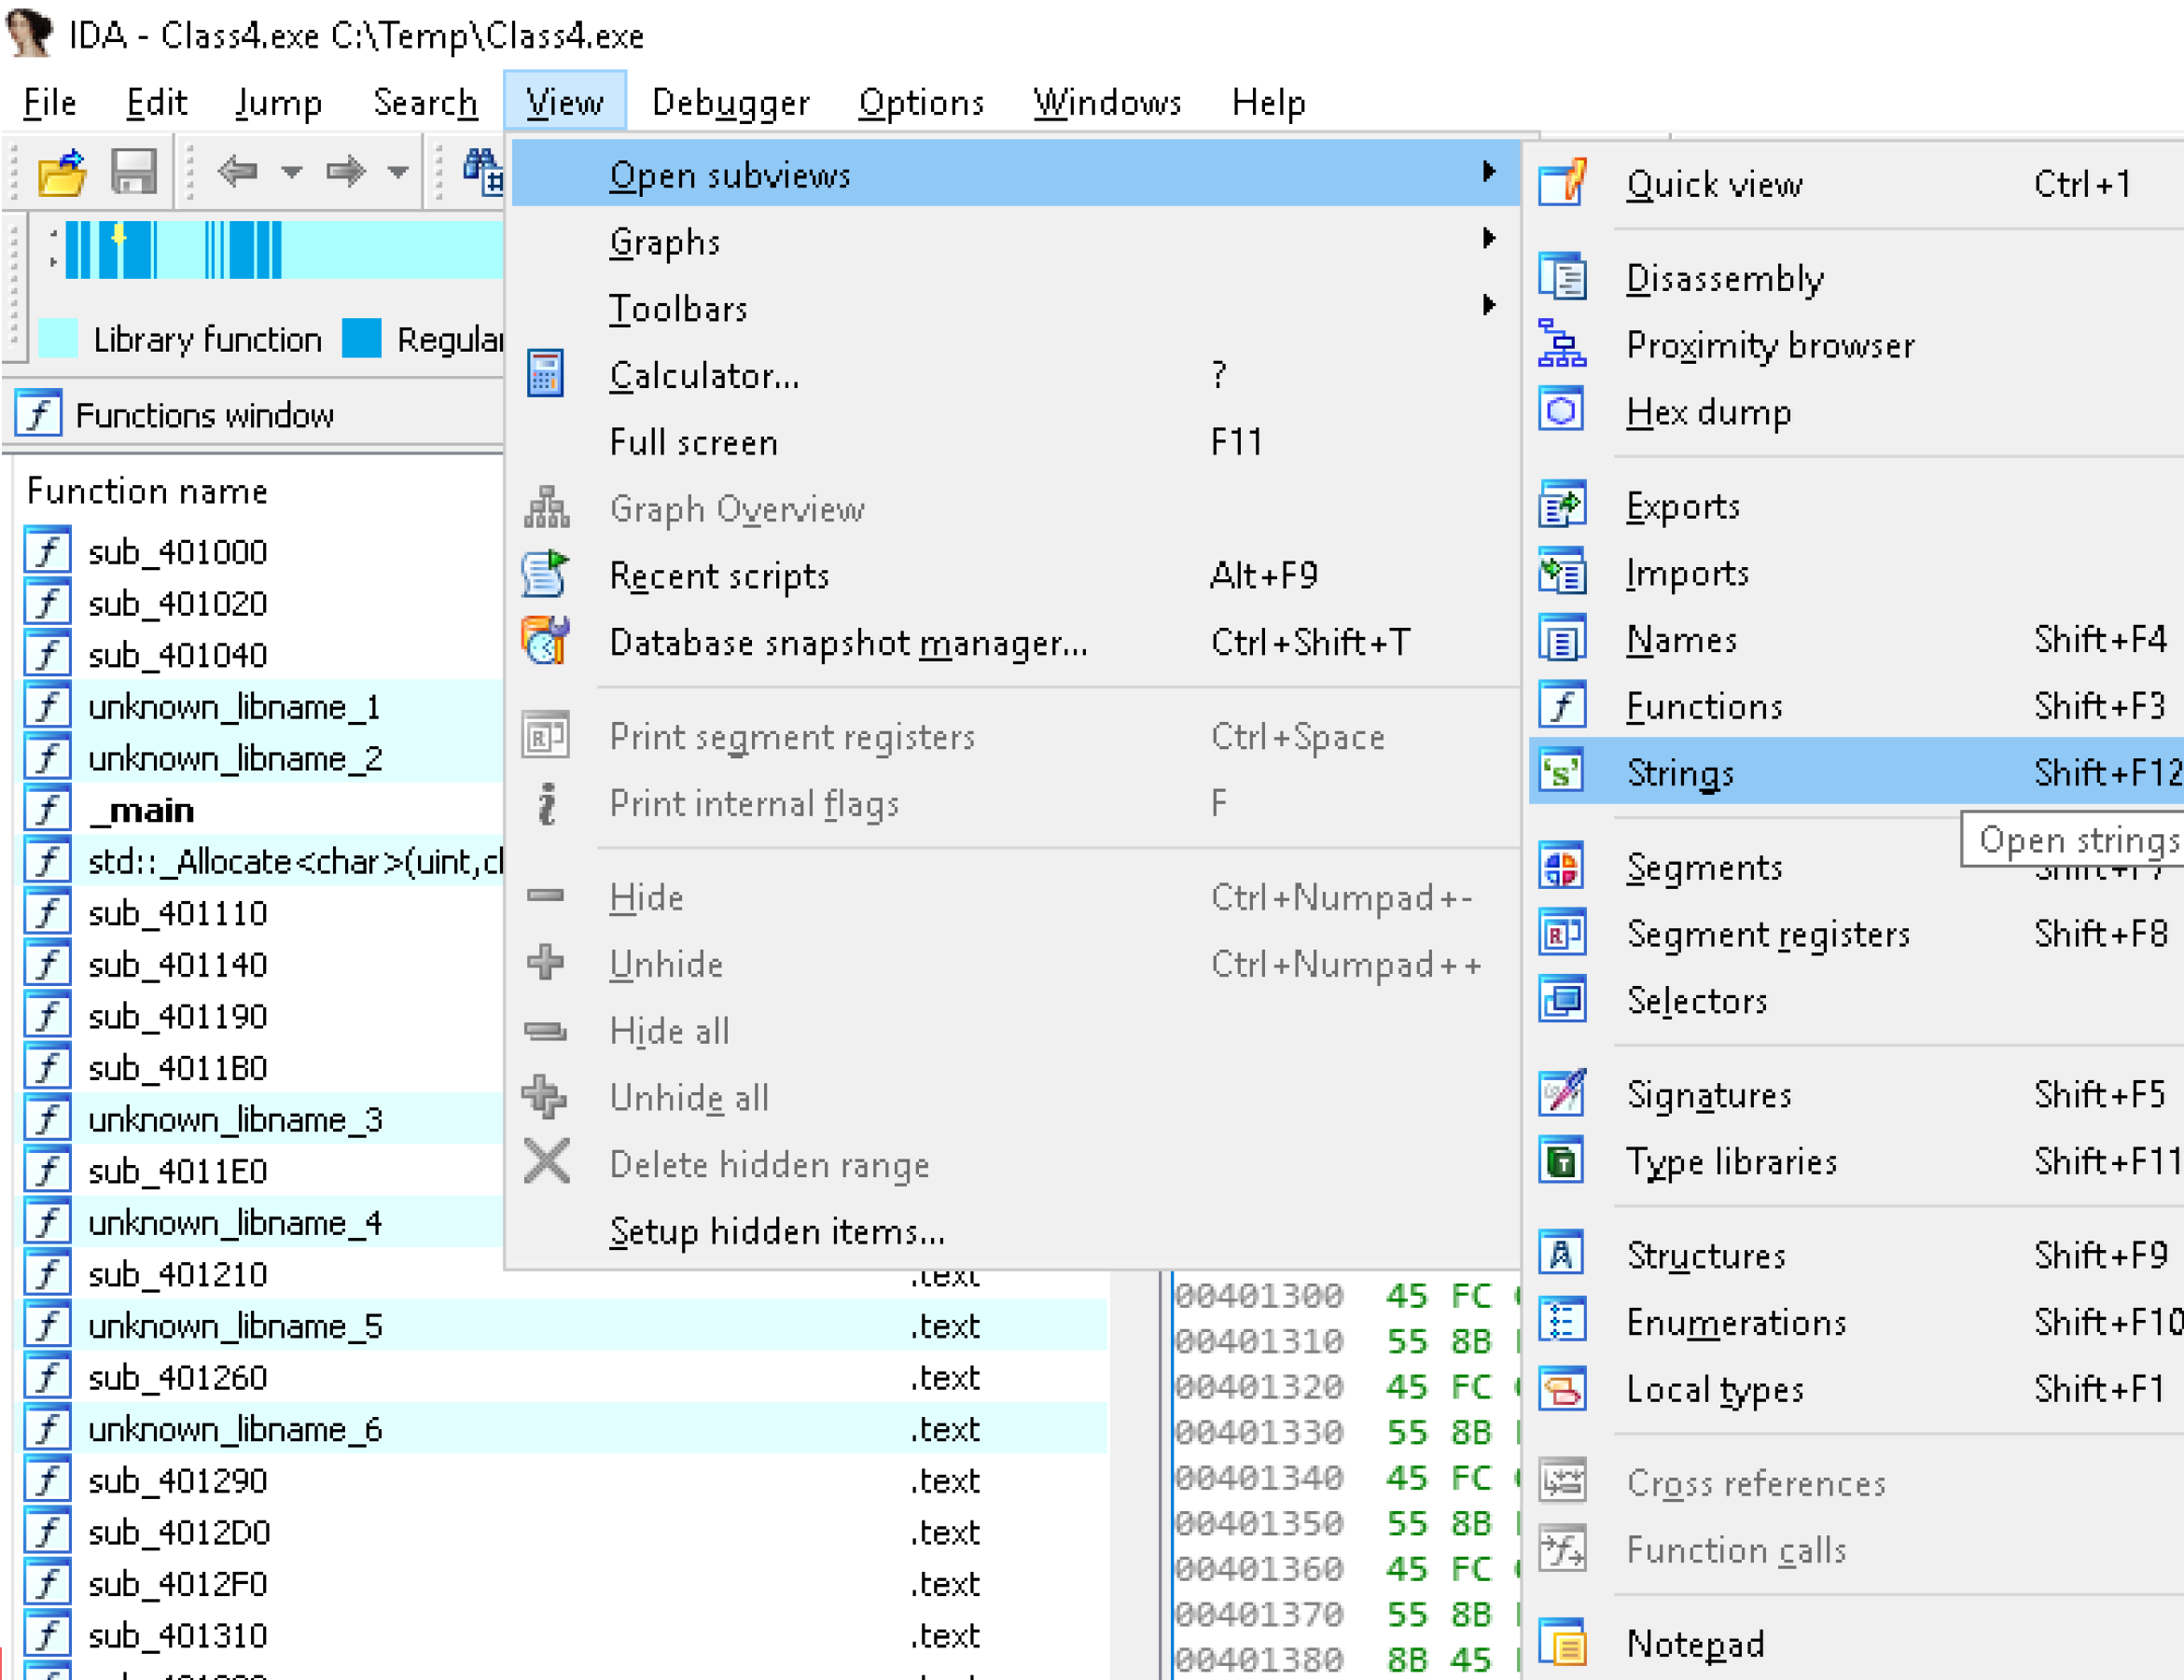 IDA - Class4.exe C:\Temp\Class4.exe
File Edit Jump Search View Debugger Options Windows Help
Library function
Functions window
Function name
sub_401000
sub_401020
sub_401040
unknown_libname_1
unknown_libname_2
_main
sub_401110
sub_401140
sub_401190
sub_4011B0
unknown_libname_3
sub_4011E0
unknown_libname_4
sub_401210 .text
unknown_libname_5 .text
sub_401260 .text
unknown_libname_6 .text
sub_401290 .text
sub_4012D0 .text
sub_4012F0 .text
sub_401310 .text
Open subviews
Graphs
Toolbars
Calculator... ?
Full screen F11
Graph Overview
Recent scripts Alt+F9
Database snapshot manager... Ctrl+Shift+T
Print segment registers Ctrl+Space
Print internal flags F
Hide Ctrl+Numpad+-
Unhide Ctrl+Numpad++
Hide all
Unhide all
Delete hidden range
Setup hidden items...
00401300 45 FC
00401310 55 8B
00401320 45 FC
00401330 55 8B
00401340 45 FC
00401350 55 8B
00401360 45 FC
00401370 55 8B
00401380 8B 45
Quick view Ctrl+1
Disassembly
Proximity browser
Hex dump
Exports
Imports
Names Shift+F4
Functions Shift+F3
Strings Shift+F12
Open strings
Segments
Segment registers Shift+F8
Selectors
Signatures Shift+F5
Type libraries Shift+F11
Structures Shift+F9
Enumerations Shift+F10
Local types Shift+F1
Cross references
Function calls
Notepad